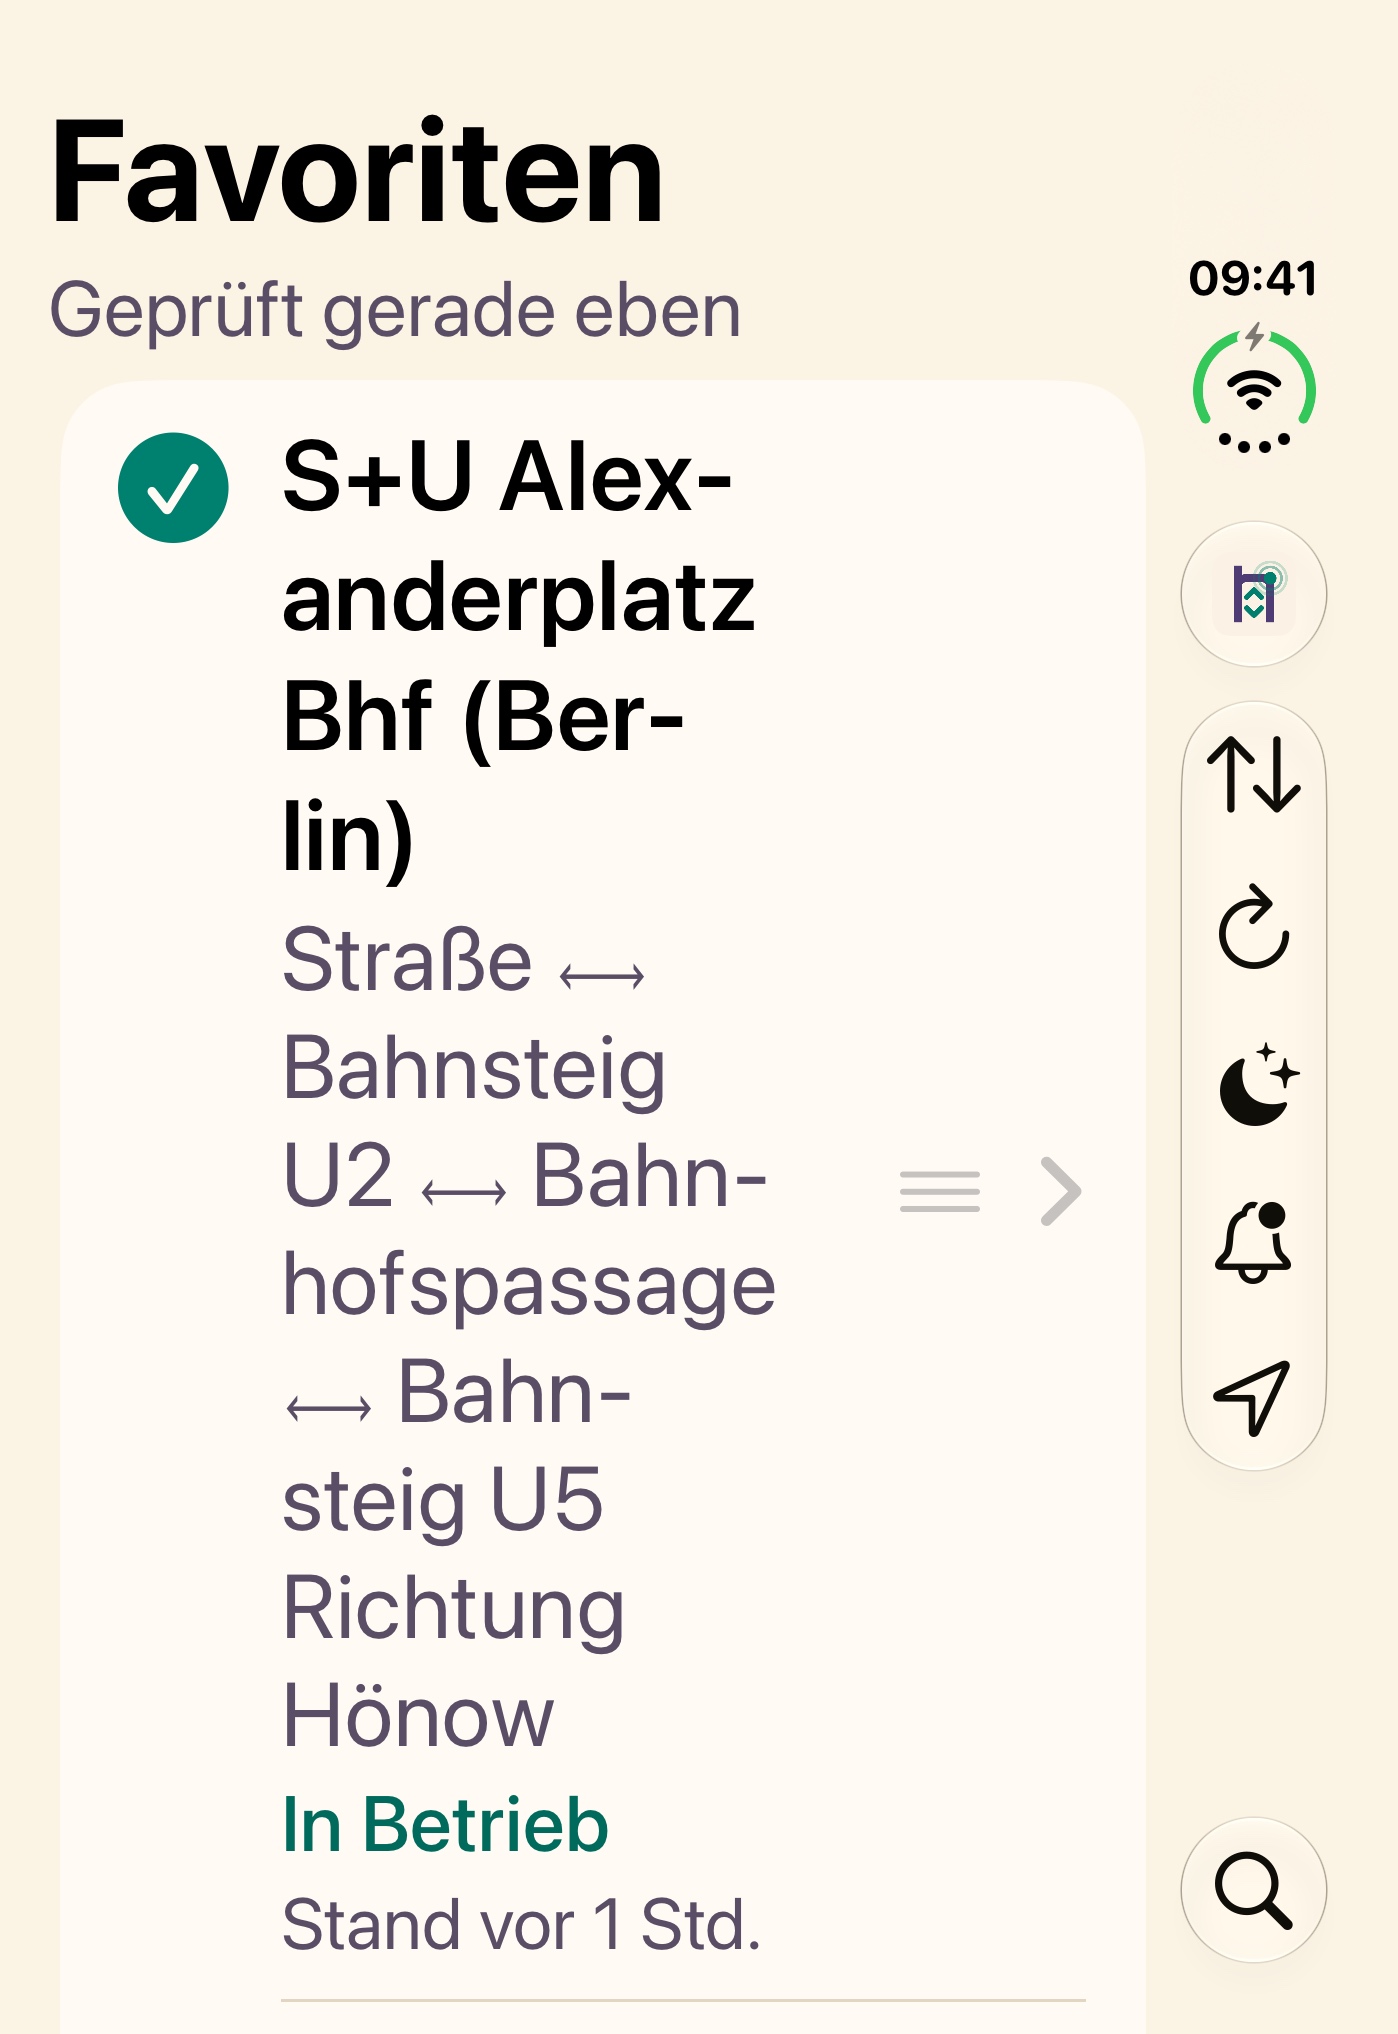 Favoriten
Geprüft gerade eben
09:41
S+U Alex-
anderplatz
Bhf (Ber-
lin)
Straße ⟷
Bahnsteig
U2 ⟷ Bahn-
hofspassage
⟷ Bahn-
steig U5
Richtung
Hönow
In Betrieb
Stand vor 1 Std.